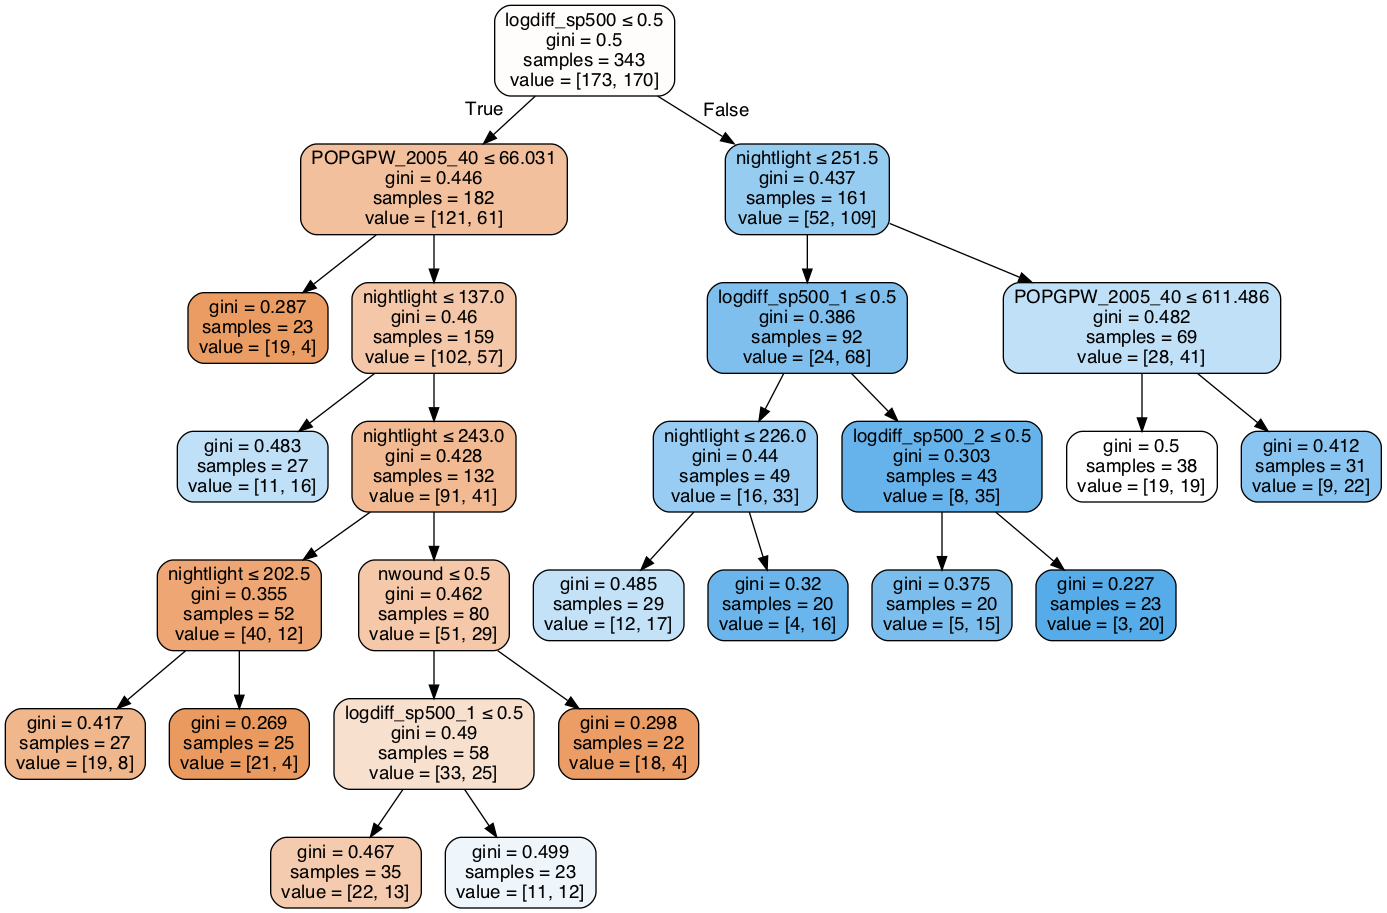 logdiff_sp500 ≤ 0.5
gini = 0.5
samples = 343
value = [173, 170]
True
False
POPGPW_2005_40 ≤ 66.031
gini = 0.446
samples = 182
value = [121, 61]
nightlight ≤ 251.5
gini = 0.437
samples = 161
value = [52, 109]
gini = 0.287
samples = 23
value = [19, 4]
nightlight ≤ 137.0
gini = 0.46
samples = 159
value = [102, 57]
logdiff_sp500_1 ≤ 0.5
gini = 0.386
samples = 92
value = [24, 68]
POPGPW_2005_40 ≤ 611.486
gini = 0.482
samples = 69
value = [28, 41]
gini = 0.483
samples = 27
value = [11, 16]
nightlight ≤ 243.0
gini = 0.428
samples = 132
value = [91, 41]
nightlight ≤ 226.0
gini = 0.44
samples = 49
value = [16, 33]
logdiff_sp500_2 ≤ 0.5
gini = 0.303
samples = 43
value = [8, 35]
gini = 0.5
samples = 38
value = [19, 19]
gini = 0.412
samples = 31
value = [9, 22]
nightlight ≤ 202.5
gini = 0.355
samples = 52
value = [40, 12]
nwound ≤ 0.5
gini = 0.462
samples = 80
value = [51, 29]
gini = 0.485
samples = 29
value = [12, 17]
gini = 0.32
samples = 20
value = [4, 16]
gini = 0.375
samples = 20
value = [5, 15]
gini = 0.227
samples = 23
value = [3, 20]
gini = 0.417
samples = 27
value = [19, 8]
gini = 0.269
samples = 25
value = [21, 4]
logdiff_sp500_1 ≤ 0.5
gini = 0.49
samples = 58
value = [33, 25]
gini = 0.298
samples = 22
value = [18, 4]
gini = 0.467
samples = 35
value = [22, 13]
gini = 0.499
samples = 23
value = [11, 12]